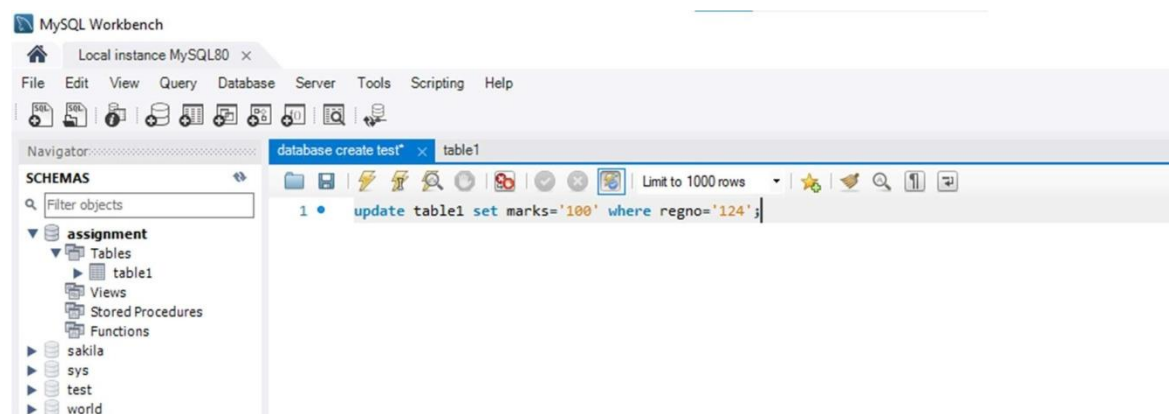 MySQL Workbench
Local instance MySQL80 ×
File Edit View Query Database Server Tools Scripting Help
Navigator
SCHEMAS
Filter objects
assignment
Tables
table1
Views
Stored Procedures
Functions
sakila
sys
test
world
database create test* × table1
Limit to 1000 rows
1 update table1 set marks='100' where regno='124';